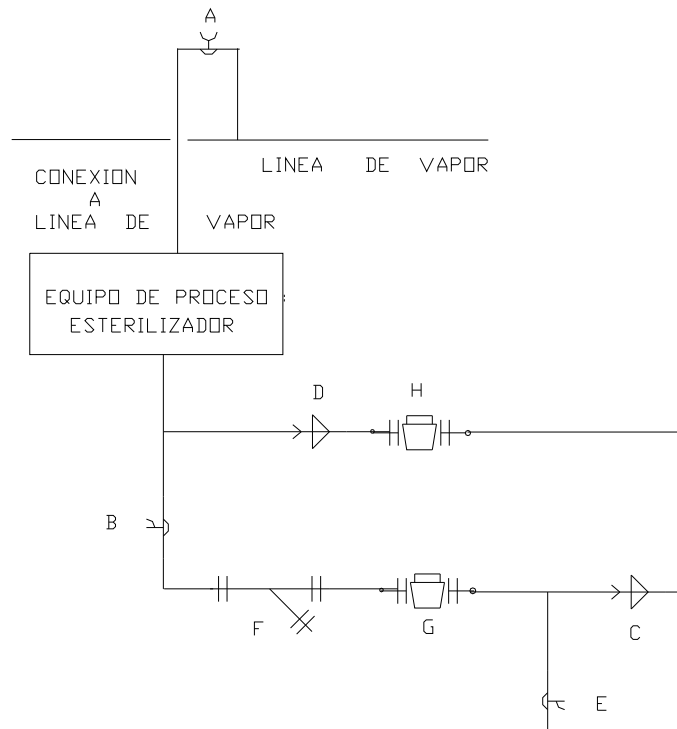 A
LINEA DE VAPOR
CONEXION
A
LINEA DE VAPOR
EQUIPO DE PROCESO
ESTERILIZADOR
D
H
B
F
G
C
E